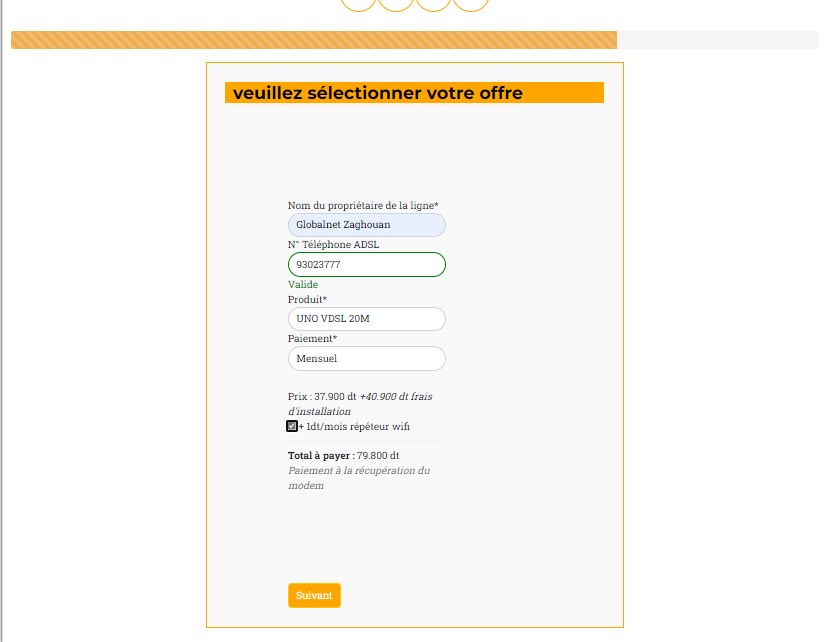 veuillez sélectionner votre offre
Nom du propriétaire de la ligne*
Globalnet Zaghouan
N° Téléphone ADSL
93023777
Valide
Produit*
UNO VDSL 20M
Paiement*
Mensuel
Prix : 37.900 dt +40.900 dt frais
d'installation
+ 1dt/mois répéteur wifi
Total à payer : 79.800 dt
Paiement à la récupération du
modem
Suivant